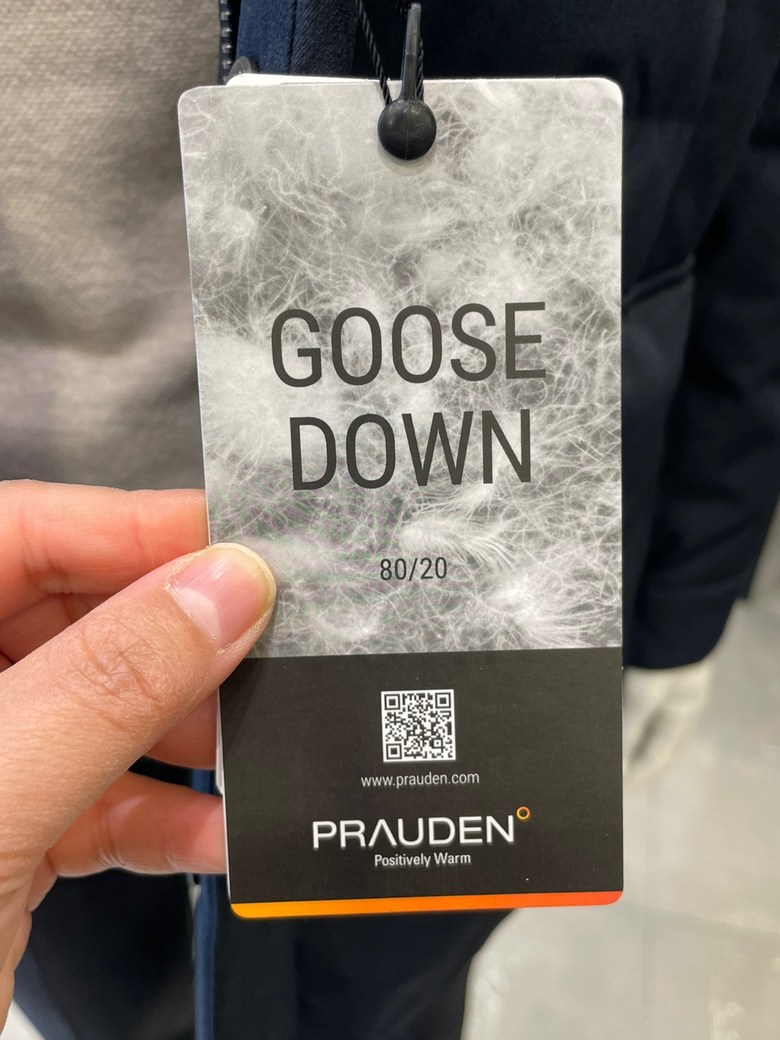 GOOSE
DOWN
80/20
www.prauden.com
PRAUDEN°
Positively Warm